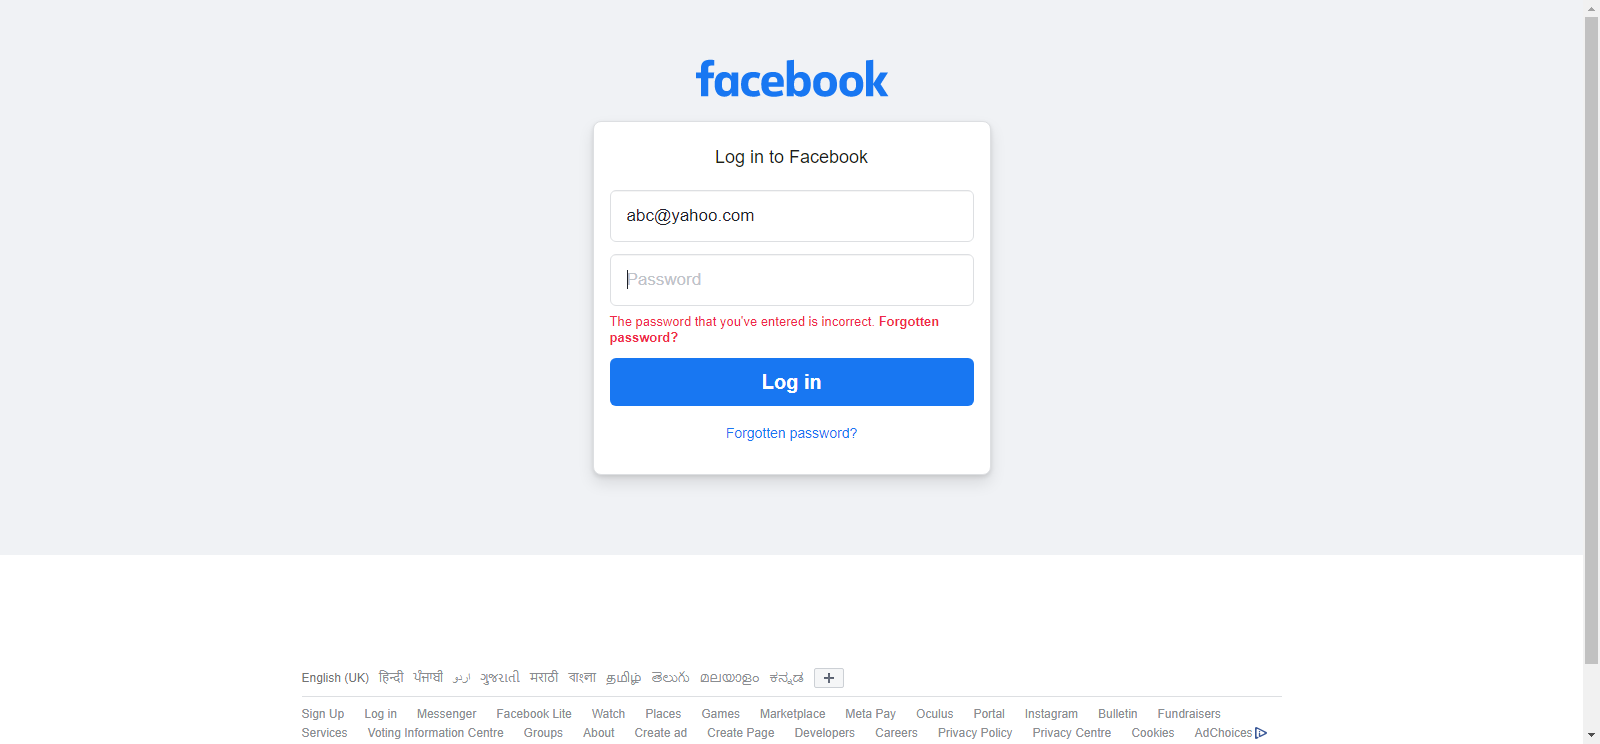 facebook
Log in to Facebook
abc@yahoo.com
Password
The password that you've entered is incorrect. Forgotten
password?
Log in
Forgotten password?
English (UK) हिन्दी ਪੰਜਾਬੀ اردو ગુજરાતી मराठी বাংলা தமிழ் తెలుగు മലയാളം ಕನ್ನಡ +
Sign Up Log in Messenger Facebook Lite Watch Places Games Marketplace Meta Pay Oculus Portal Instagram Bulletin Fundraisers
Services Voting Information Centre Groups About Create ad Create Page Developers Careers Privacy Policy Privacy Centre Cookies AdChoices